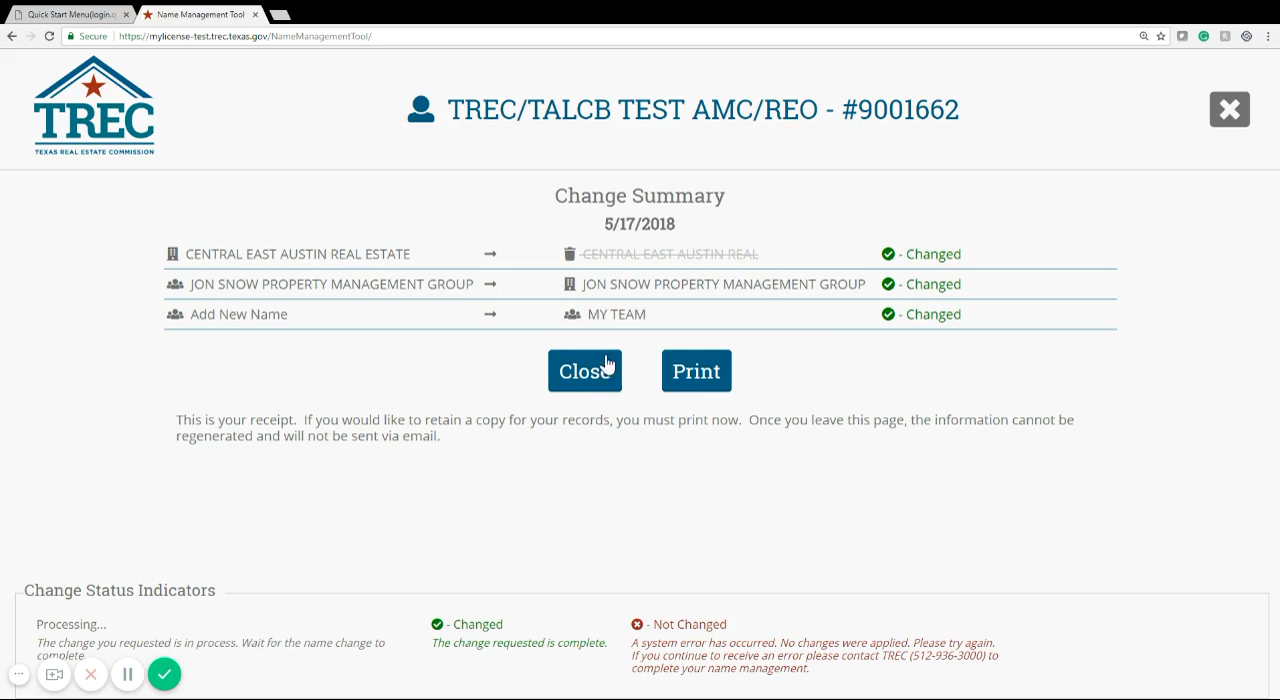 Quick Start Menu(login.q
Name Management Tool
Secure
https://mylicense-test.trec.texas.gov/NameManagementTool/
TREC
TEXAS REAL ESTATE COMMISSION
TREC/TALCB TEST AMC/REO - #9001662
Change Summary
5/17/2018
CENTRAL EAST AUSTIN REAL ESTATE → CENTRAL EAST AUSTIN REAL - Changed
JON SNOW PROPERTY MANAGEMENT GROUP → JON SNOW PROPERTY MANAGEMENT GROUP - Changed
Add New Name → MY TEAM - Changed
Close Print
This is your receipt. If you would like to retain a copy for your records, you must print now. Once you leave this page, the information cannot be
regenerated and will not be sent via email.
Change Status Indicators
Processing...
The change you requested is in process. Wait for the name change to
complete.
- Changed
The change requested is complete.
- Not Changed
A system error has occurred. No changes were applied. Please try again.
If you continue to receive an error please contact TREC (512-936-3000) to
complete your name management.